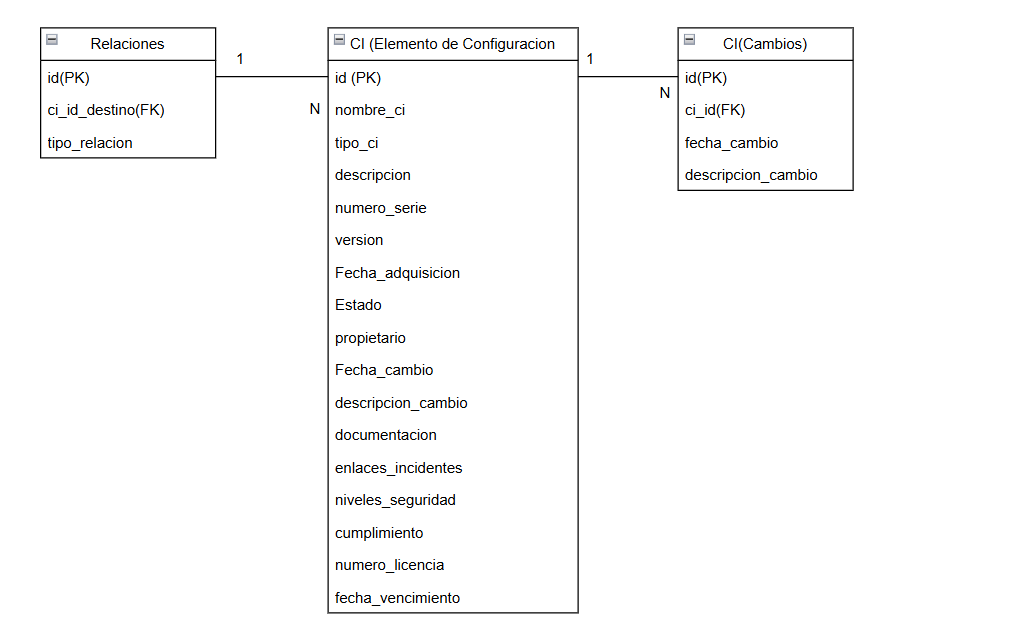 Relaciones
id(PK)
ci_id_destino(FK)
tipo_relacion
1
N
CI (Elemento de Configuracion
id (PK)
nombre_ci
tipo_ci
descripcion
numero_serie
version
Fecha_adquisicion
Estado
propietario
Fecha_cambio
descripcion_cambio
documentacion
enlaces_incidentes
niveles_seguridad
cumplimiento
numero_licencia
fecha_vencimiento
1
N
CI(Cambios)
id(PK)
ci_id(FK)
fecha_cambio
descripcion_cambio